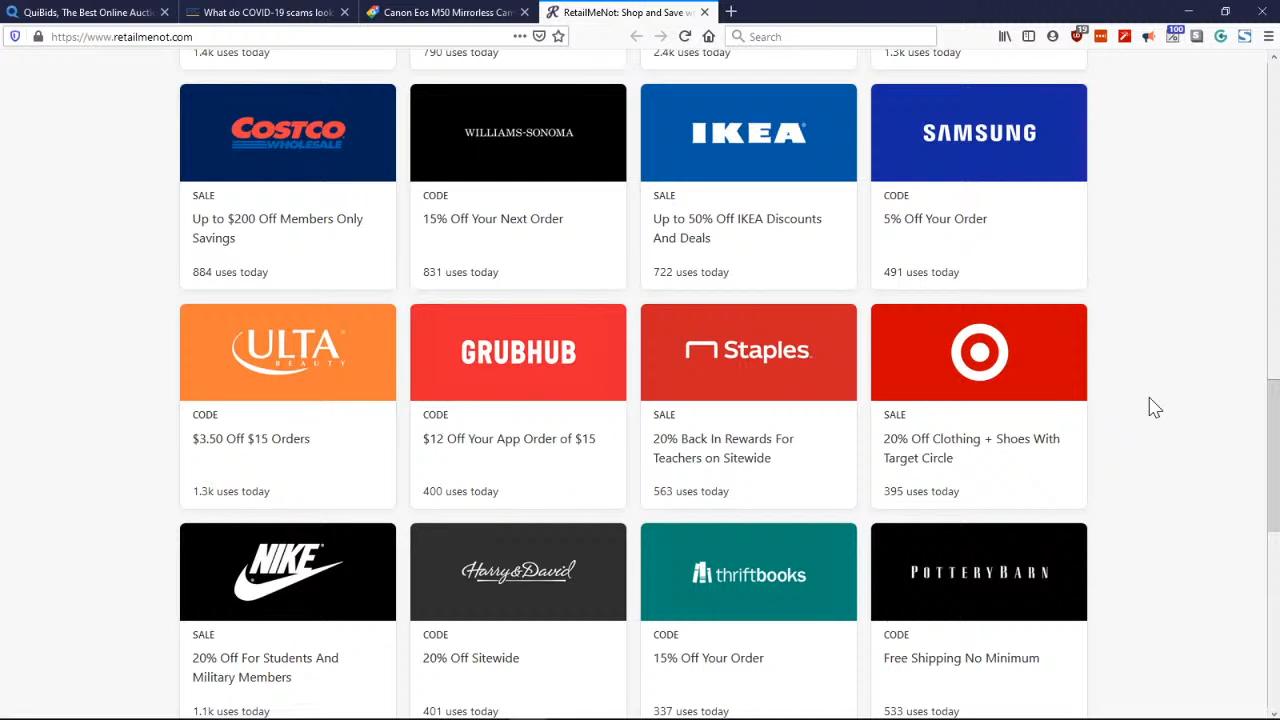 QuiBids, The Best Online Aucti
What do COVID-19 scams look
Canon Eos M50 Mirrorless Cam
RetailMeNot: Shop and Save w
https://www.retailmenot.com
Search
19
100
1.4k uses today
790 uses today
2.4k uses today
1.3k uses today
COSTCO
WHOLESALE
WILLIAMS-SONOMA
IKEA
SAMSUNG
SALE
CODE
SALE
CODE
Up to $200 Off Members Only
Savings
15% Off Your Next Order
Up to 50% Off IKEA Discounts
And Deals
5% Off Your Order
884 uses today
831 uses today
722 uses today
491 uses today
ULTA
BEAUTY
GRUBHUB
Staples.
CODE
CODE
SALE
SALE
$3.50 Off $15 Orders
$12 Off Your App Order of $15
20% Back In Rewards For
Teachers on Sitewide
20% Off Clothing + Shoes With
Target Circle
1.3k uses today
400 uses today
563 uses today
395 uses today
NIKE
Harry & David
thriftbooks
POTTERYBARN
SALE
CODE
CODE
CODE
20% Off For Students And
Military Members
20% Off Sitewide
15% Off Your Order
Free Shipping No Minimum
1.1k uses today
401 uses today
337 uses today
533 uses today